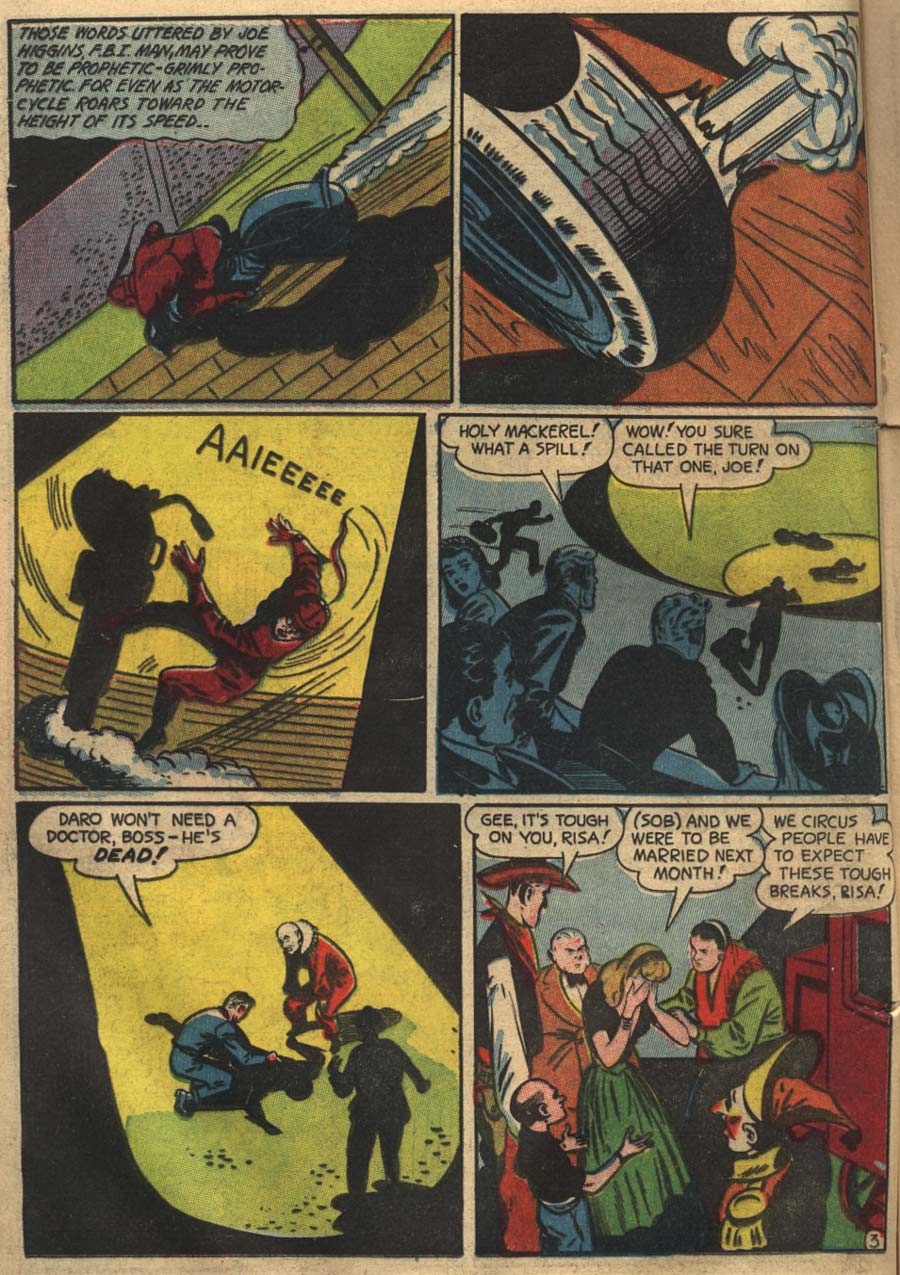 THOSE WORDS UTTERED BY JOE
HIGGINS, F.B.I. MAN, MAY PROVE
TO BE PROPHETIC-GRIMLY PRO-
PHETIC. FOR EVEN AS THE MOTOR-
CYCLE ROARS TOWARD THE
HEIGHT OF ITS SPEED..
AAIEEEEE
HOLY MACKEREL!
WHAT A SPILL!
WOW! YOU SURE
CALLED THE TURN ON
THAT ONE, JOE!
DARO WON'T NEED A
DOCTOR, BOSS - HE'S
DEAD!
GEE, IT'S TOUGH
ON YOU, RISA!
(SOB) AND WE
WERE TO BE
MARRIED NEXT
MONTH!
WE CIRCUS
PEOPLE HAVE
TO EXPECT
THESE TOUGH
BREAKS, RISA!
3